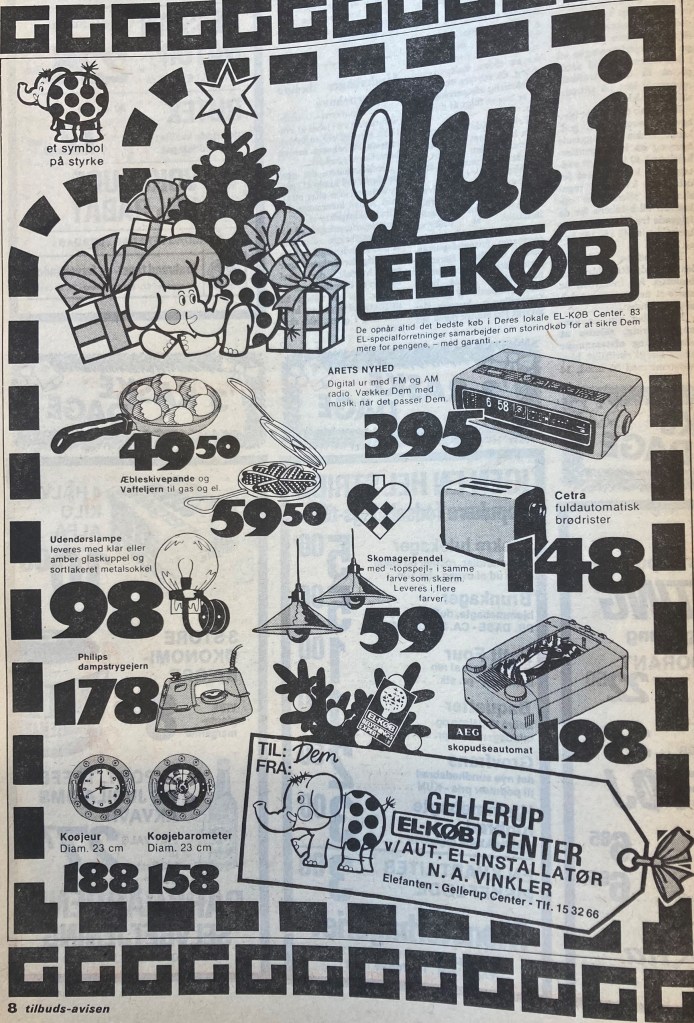 et symbol
på styrke
Jul i
EL-KØB
De opnår altid det bedste køb i Deres lokale EL-KØB Center. 83
EL-specialforretninger samarbejder om storindkøb for at sikre Dem
mere for pengene, – med garanti . . .
ÅRETS NYHED
Digital ur med FM og AM
radio. Vækker Dem med
musik. når det passer Dem.
395
6 58
49 50
Æbleskivepande og
Vaffeljern til gas og el.
59 50
Cetra
fuldautomatisk
brødrister
148
Udendørslampe
leveres med klar eller
amber glaskuppel og
sortlakeret metalsokkel
98
Skomagerpendel
med »topspejl« i samme
farve som skærm.
Leveres i flere
farver.
59
Philips
dampstrygejern
178
AEG
skopudseautomat
198
EL-KØB
Koøjeur
Diam. 23 cm
188
Koøjebarometer
Diam. 23 cm
158
TIL: Dem
FRA:
GELLERUP
EL-KØB CENTER
v/AUT. EL-INSTALLATØR
N. A. VINKLER
Elefanten - Gellerup Center - Tlf. 15 32 66
8 tilbuds-avisen